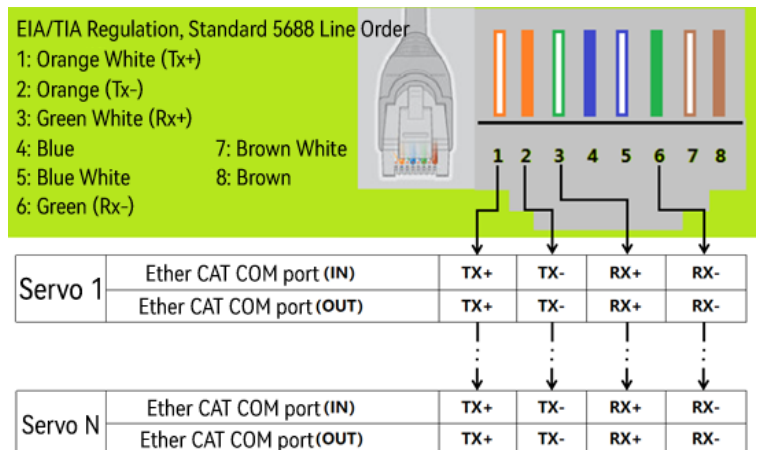 EIA/TIA Regulation, Standard 5688 Line Order
1: Orange White (Tx+)
2: Orange (Tx-)
3: Green White (Rx+)
4: Blue 7: Brown White
5: Blue White 8: Brown
6: Green (Rx-)
1 2 3 4 5 6 7 8
Servo 1
Ether CAT COM port (IN) TX+ TX- RX+ RX-
Ether CAT COM port (OUT) TX+ TX- RX+ RX-
Servo N
Ether CAT COM port (IN) TX+ TX- RX+ RX-
Ether CAT COM port (OUT) TX+ TX- RX+ RX-